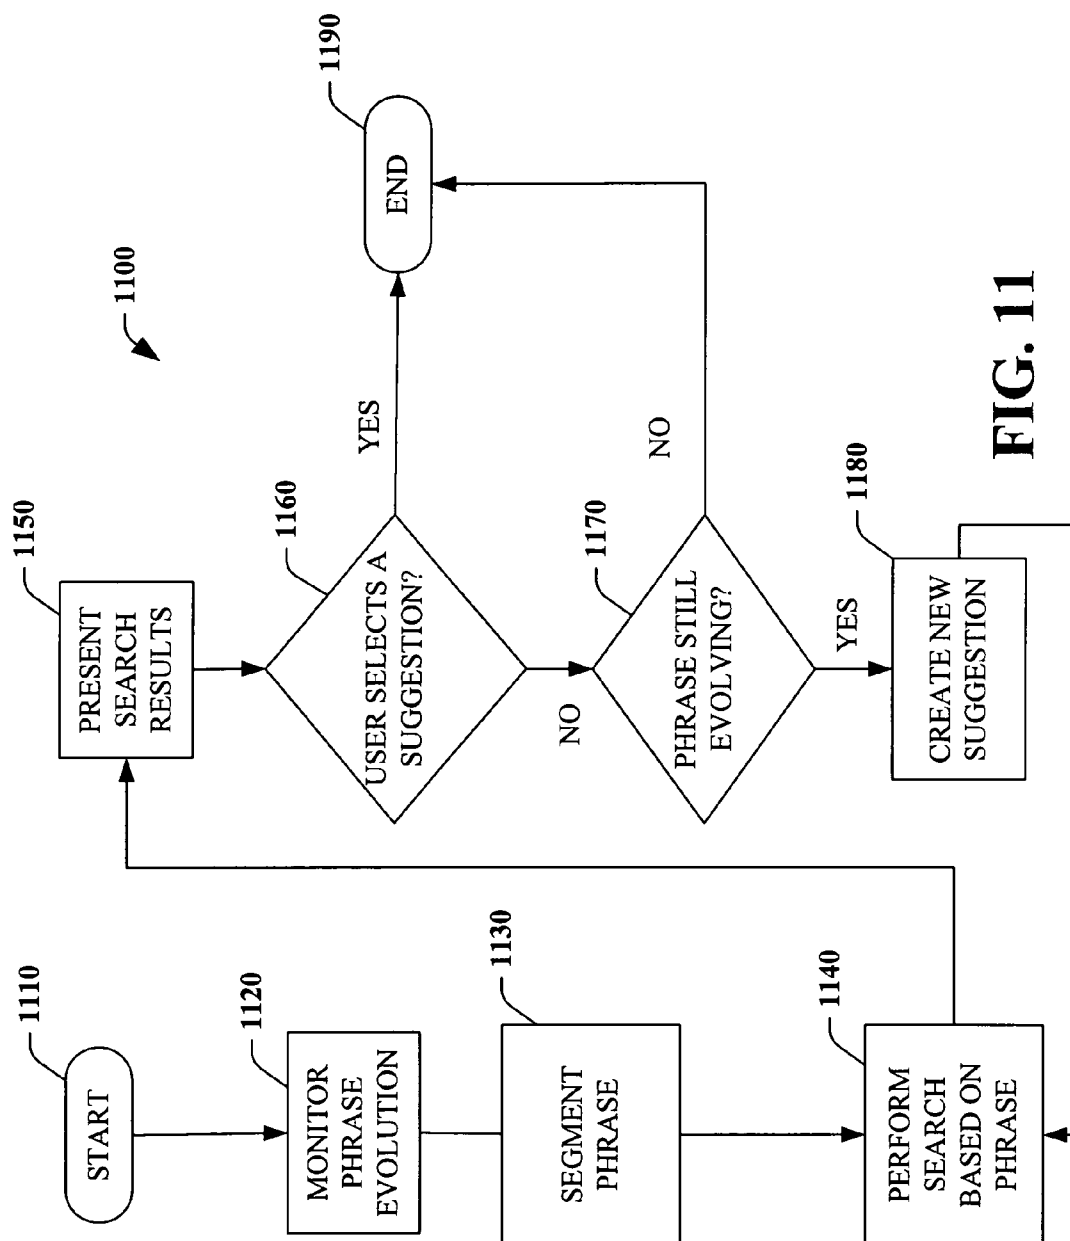 1100
1110
START
1120
MONITOR
PHRASE
EVOLUTION
1130
SEGMENT
PHRASE
1140
PERFORM
SEARCH
BASED ON
PHRASE
1150
PRESENT
SEARCH
RESULTS
1160
USER SELECTS A
SUGGESTION?
YES
NO
1190
END
1170
PHRASE STILL
EVOLVING?
NO
YES
1180
CREATE NEW
SUGGESTION
FIG. 11